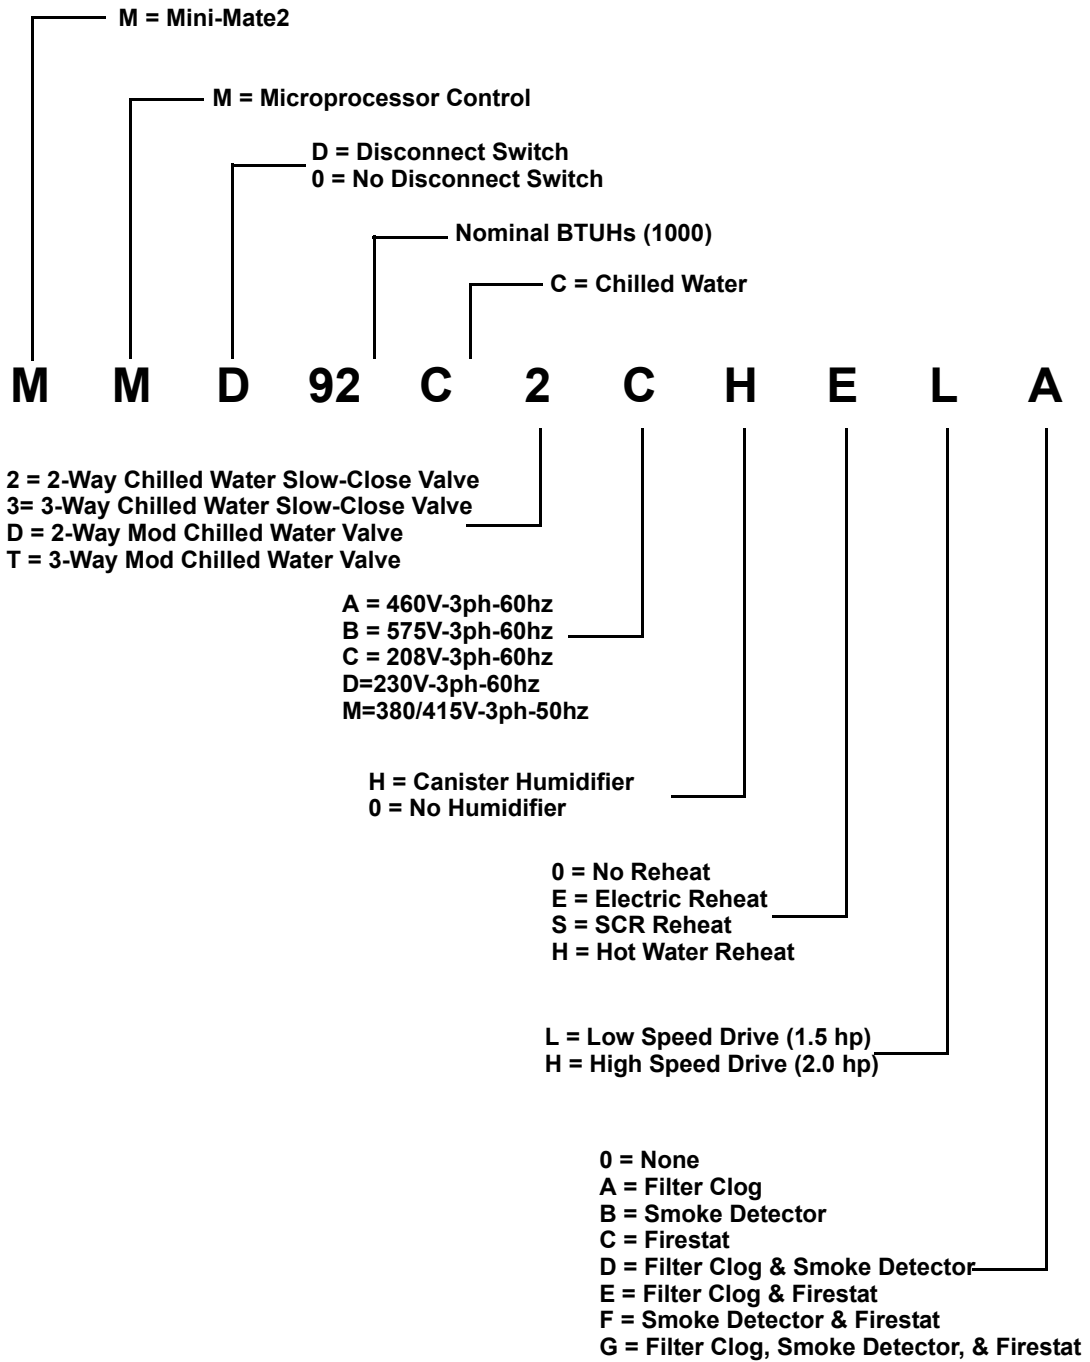 M = Mini-Mate2
M = Microprocessor Control
D = Disconnect Switch
0 = No Disconnect Switch
Nominal BTUHs (1000)
C = Chilled Water
M M D 92 C 2 C H E L A
2 = 2-Way Chilled Water Slow-Close Valve
3= 3-Way Chilled Water Slow-Close Valve
D = 2-Way Mod Chilled Water Valve
T = 3-Way Mod Chilled Water Valve
A = 460V-3ph-60hz
B = 575V-3ph-60hz
C = 208V-3ph-60hz
D=230V-3ph-60hz
M=380/415V-3ph-50hz
H = Canister Humidifier
0 = No Humidifier
0 = No Reheat
E = Electric Reheat
S = SCR Reheat
H = Hot Water Reheat
L = Low Speed Drive (1.5 hp)
H = High Speed Drive (2.0 hp)
0 = None
A = Filter Clog
B = Smoke Detector
C = Firestat
D = Filter Clog & Smoke Detector
E = Filter Clog & Firestat
F = Smoke Detector & Firestat
G = Filter Clog, Smoke Detector, & Firestat